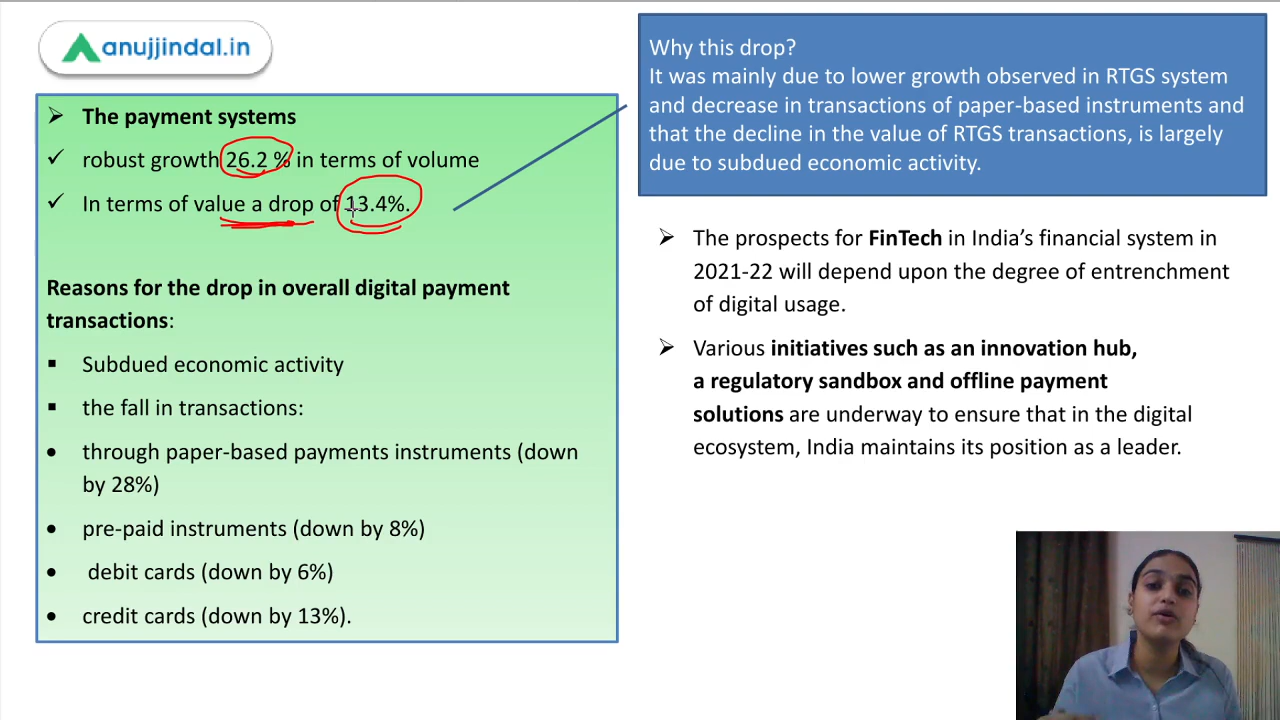 anujjindal.in
➢ The payment systems
✓ robust growth 26.2 % in terms of volume
✓ In terms of value a drop of 13.4%.
Reasons for the drop in overall digital payment
transactions:
▪ Subdued economic activity
▪ the fall in transactions:
• through paper-based payments instruments (down
by 28%)
• pre-paid instruments (down by 8%)
• debit cards (down by 6%)
• credit cards (down by 13%).
Why this drop?
It was mainly due to lower growth observed in RTGS system
and decrease in transactions of paper-based instruments and
that the decline in the value of RTGS transactions, is largely
due to subdued economic activity.
➢ The prospects for FinTech in India’s financial system in
2021-22 will depend upon the degree of entrenchment
of digital usage.
➢ Various initiatives such as an innovation hub,
a regulatory sandbox and offline payment
solutions are underway to ensure that in the digital
ecosystem, India maintains its position as a leader.